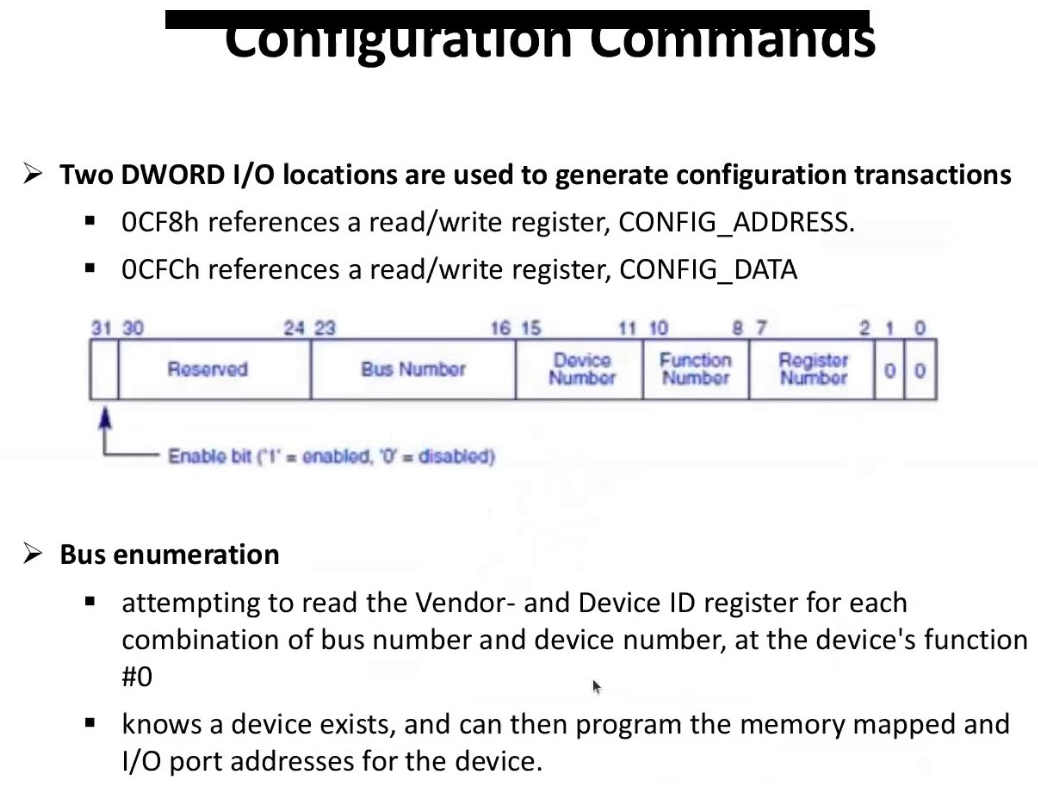 Configuration Commands
Two DWORD I/O locations are used to generate configuration transactions
0CF8h references a read/write register, CONFIG_ADDRESS.
0CFCh references a read/write register, CONFIG_DATA
31 30 24 23 16 15 11 10 8 7 2 1 0
Reserved Bus Number Device Number Function Number Register Number 0 0
Enable bit ('1' = enabled, '0' = disabled)
Bus enumeration
attempting to read the Vendor- and Device ID register for each
combination of bus number and device number, at the device's function
#0
knows a device exists, and can then program the memory mapped and
I/O port addresses for the device.